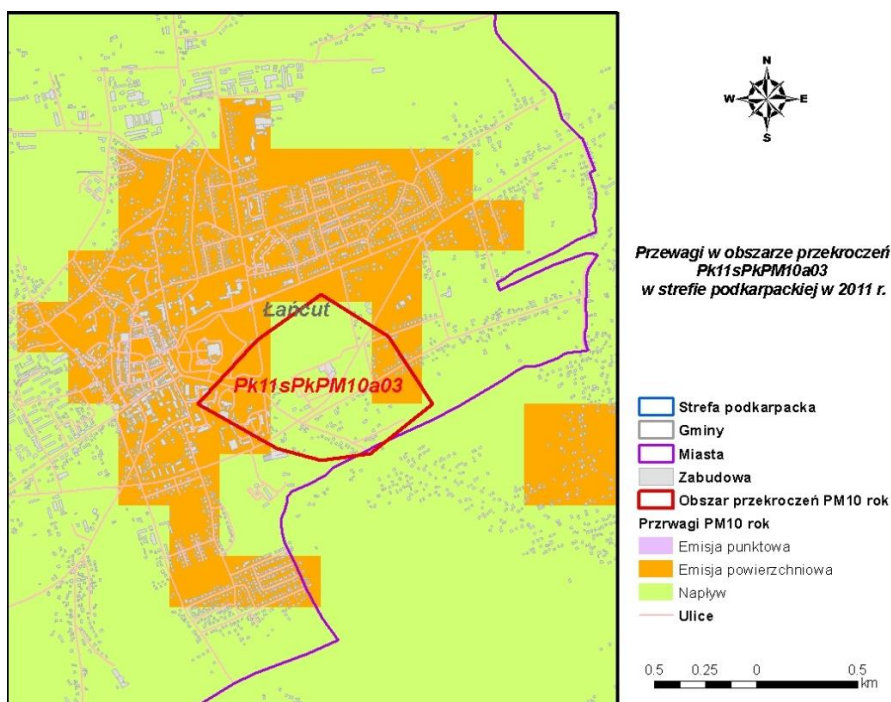 N
W E
S
Przewagi w obszarze przekroczeń
Pk11sPkPM10a03
w strefie podkarpackiej w 2011 r.
Łańcut
Pk11sPkPM10a03
Strefa podkarpacka
Gminy
Miasta
Zabudowa
Obszar przekroczeń PM10 rok
Przrwagi PM10 rok
Emisja punktowa
Emisja powierzchniowa
Napływ
Ulice
0.5 0.25 0 0.5
km